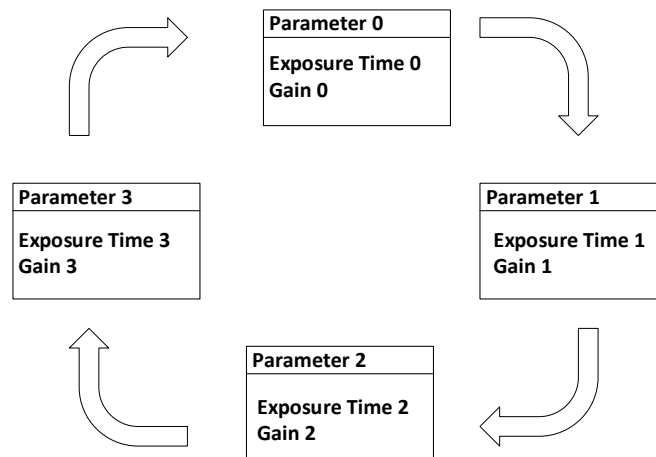 Parameter 0
Exposure Time 0
Gain 0
Parameter 3
Exposure Time 3
Gain 3
Parameter 1
Exposure Time 1
Gain 1
Parameter 2
Exposure Time 2
Gain 2